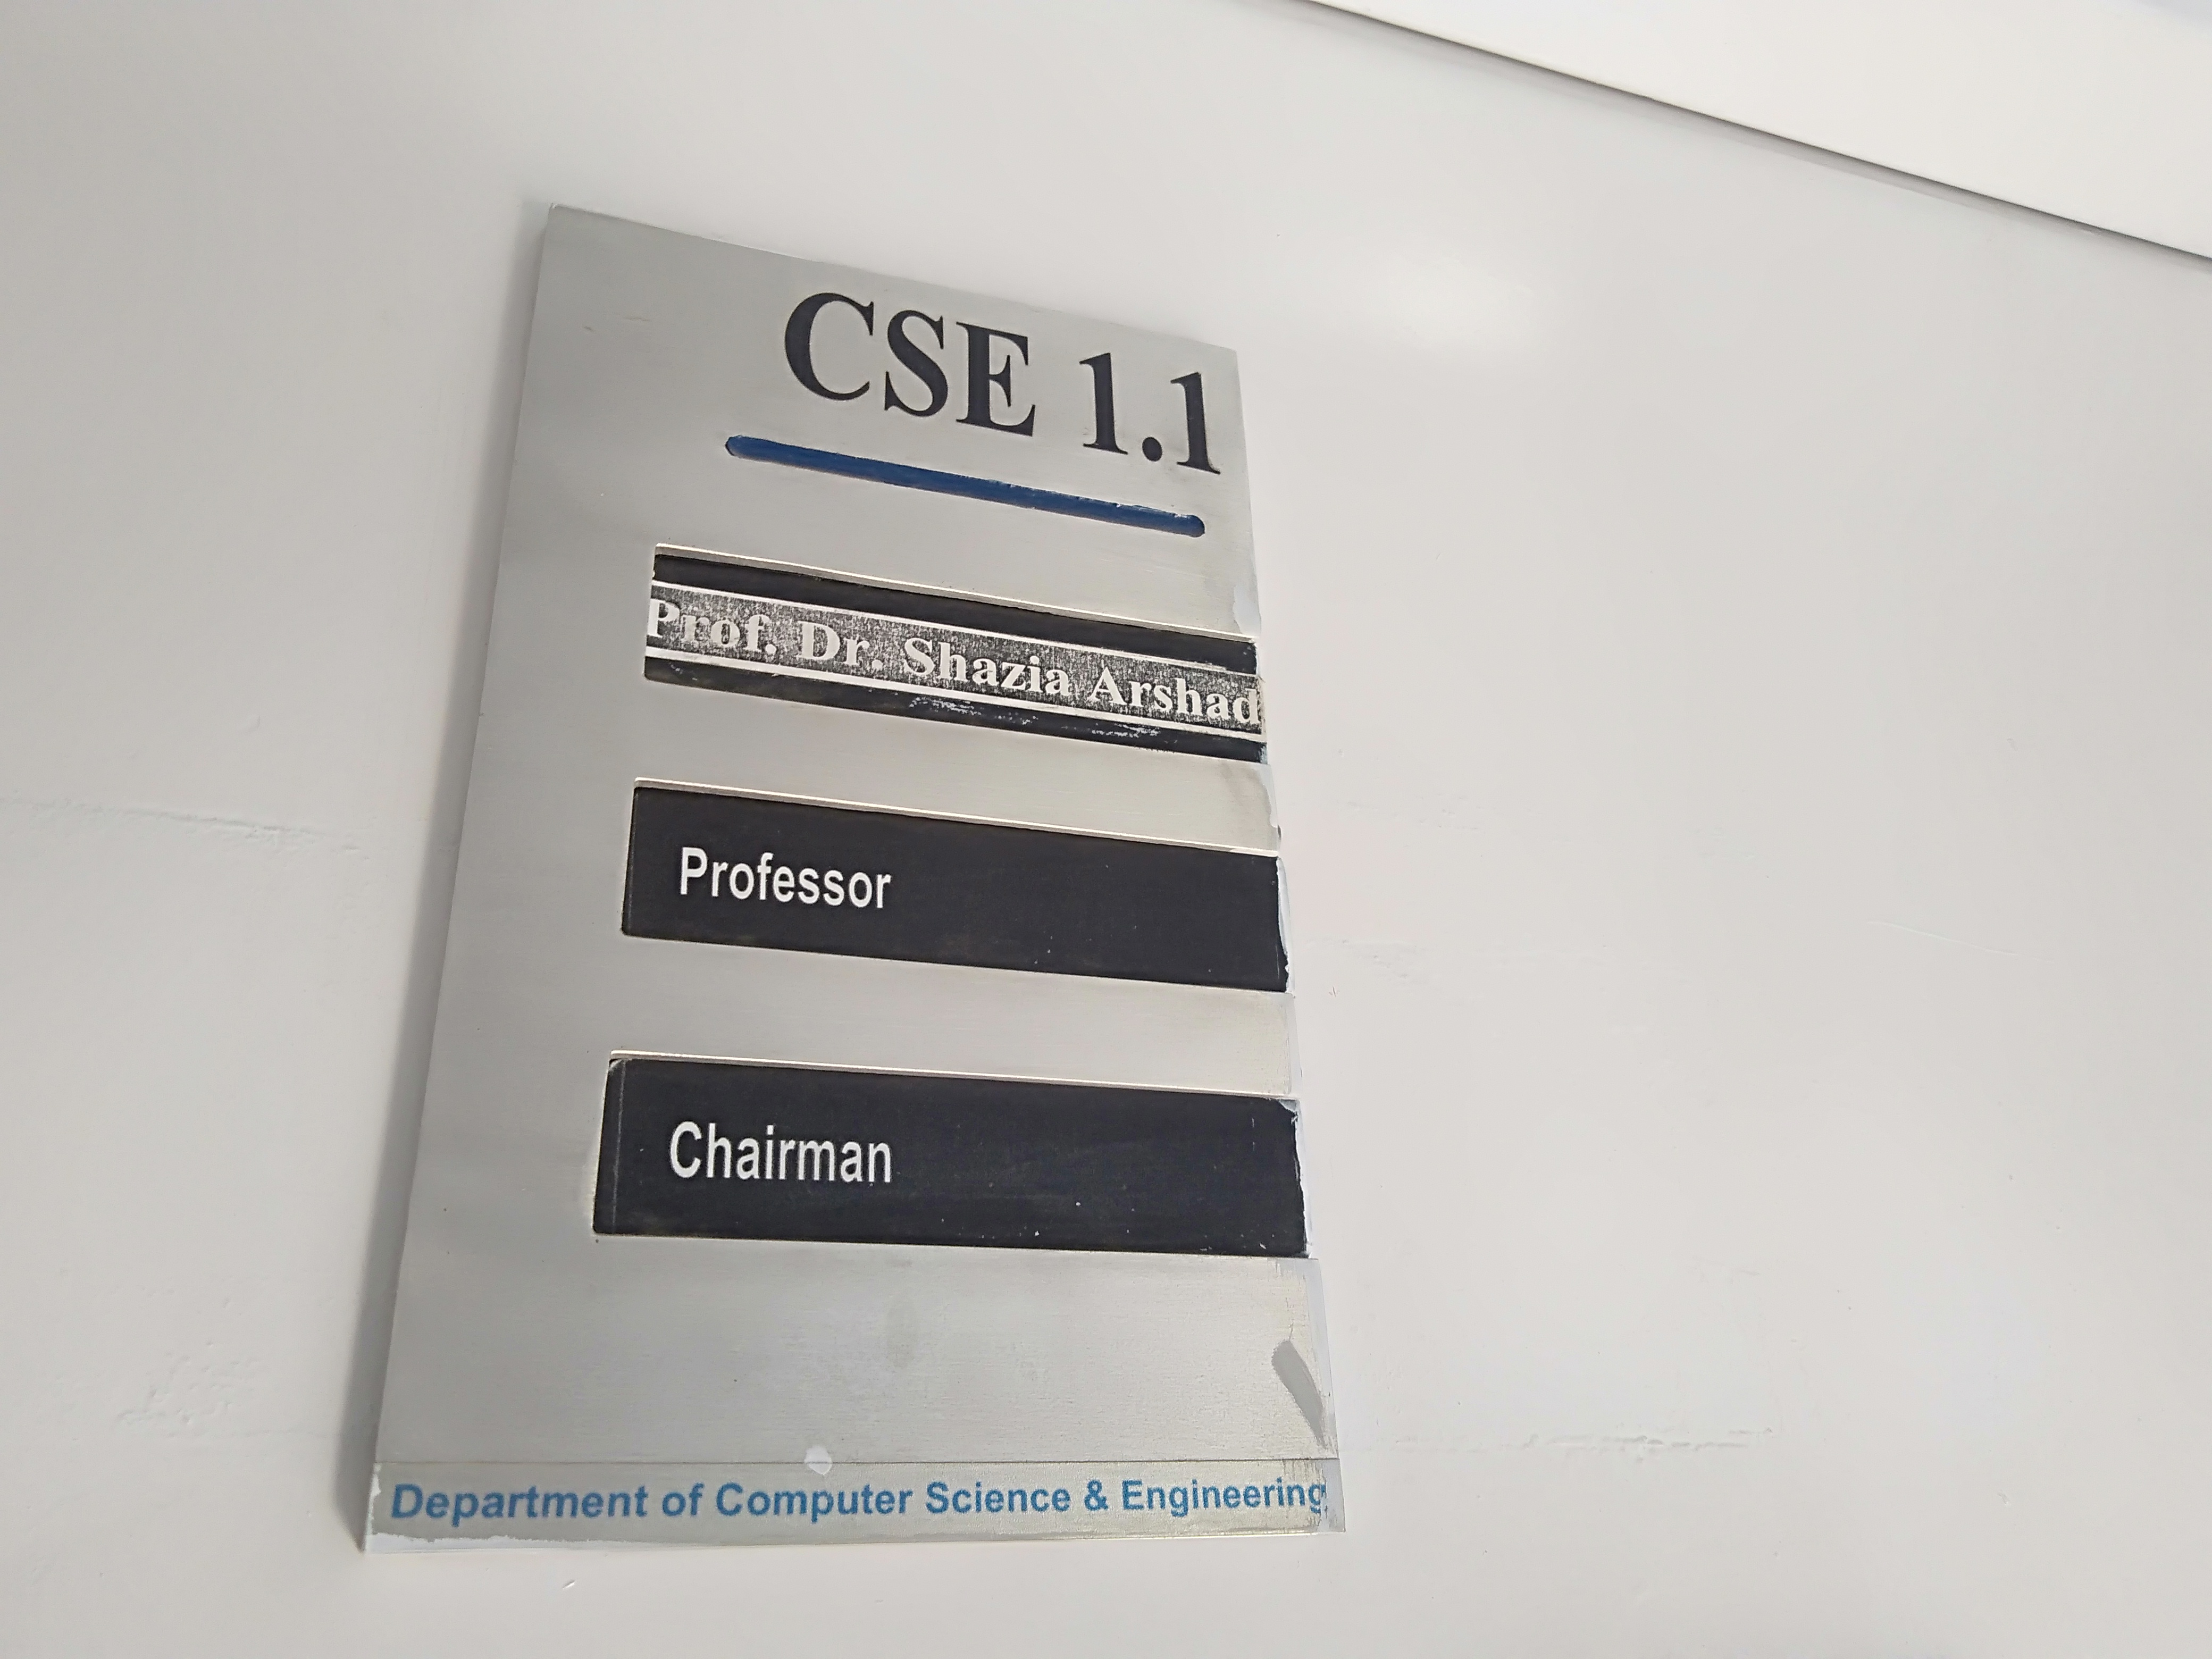 CSE 1.1
Prof. Dr. Shazia Arshad
Professor
Chairman
Department of Computer Science & Engineering